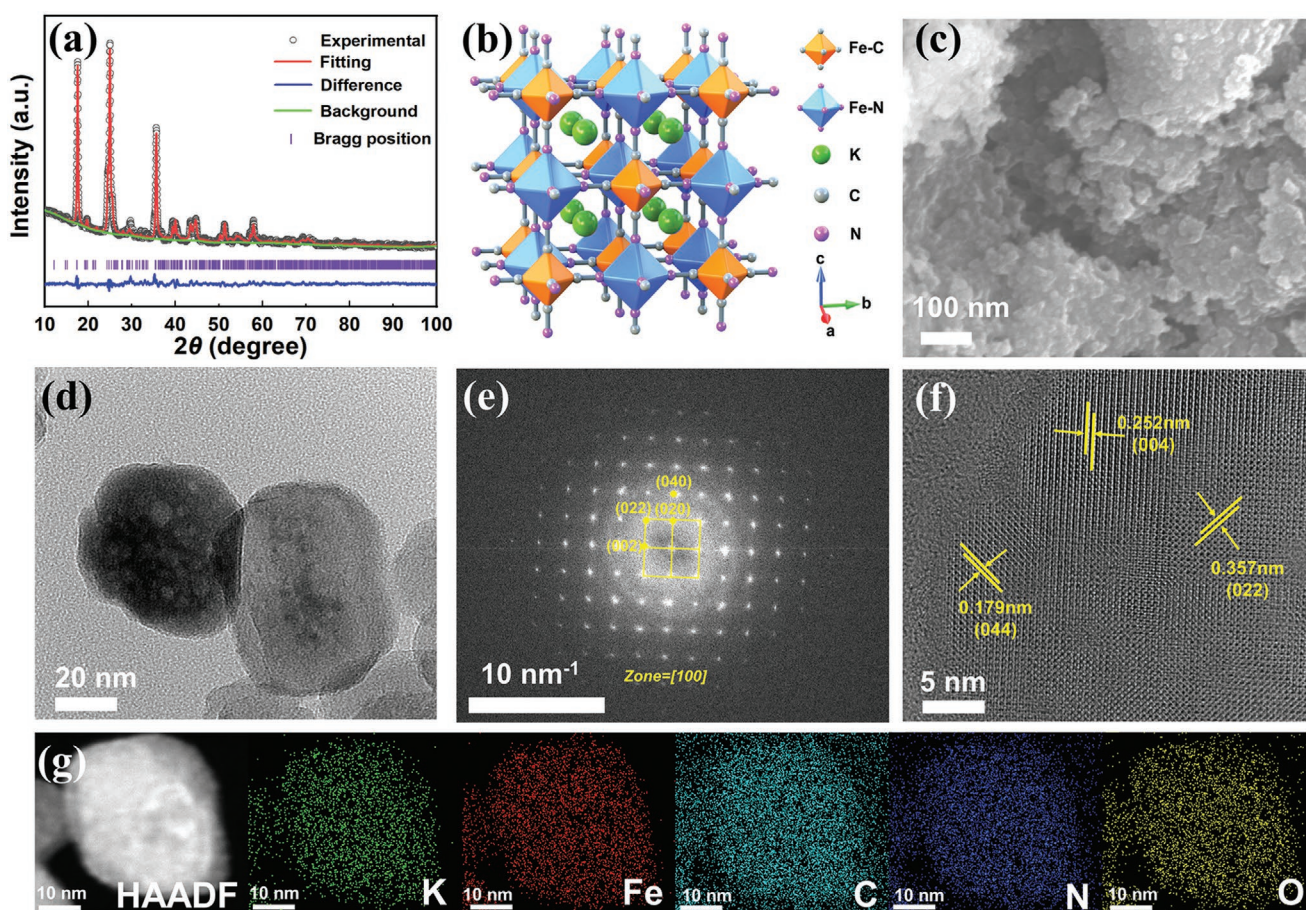 (a)
Experimental
Fitting
Difference
Background
Bragg position
Intensity (a.u.)
10 20 30 40 50 60 70 80 90 100
2θ (degree)
(b)
Fe-C
Fe-N
K
C
N
c
b
a
(c)
100 nm
(d)
20 nm
(e)
(040)
(022) (020)
(002)
Zone=[100]
10 nm⁻¹
(f)
0.252nm
(004)
0.357nm
(022)
0.179nm
(044)
5 nm
(g)
10 nm HAADF
10 nm K
10 nm Fe
10 nm C
10 nm N
10 nm O